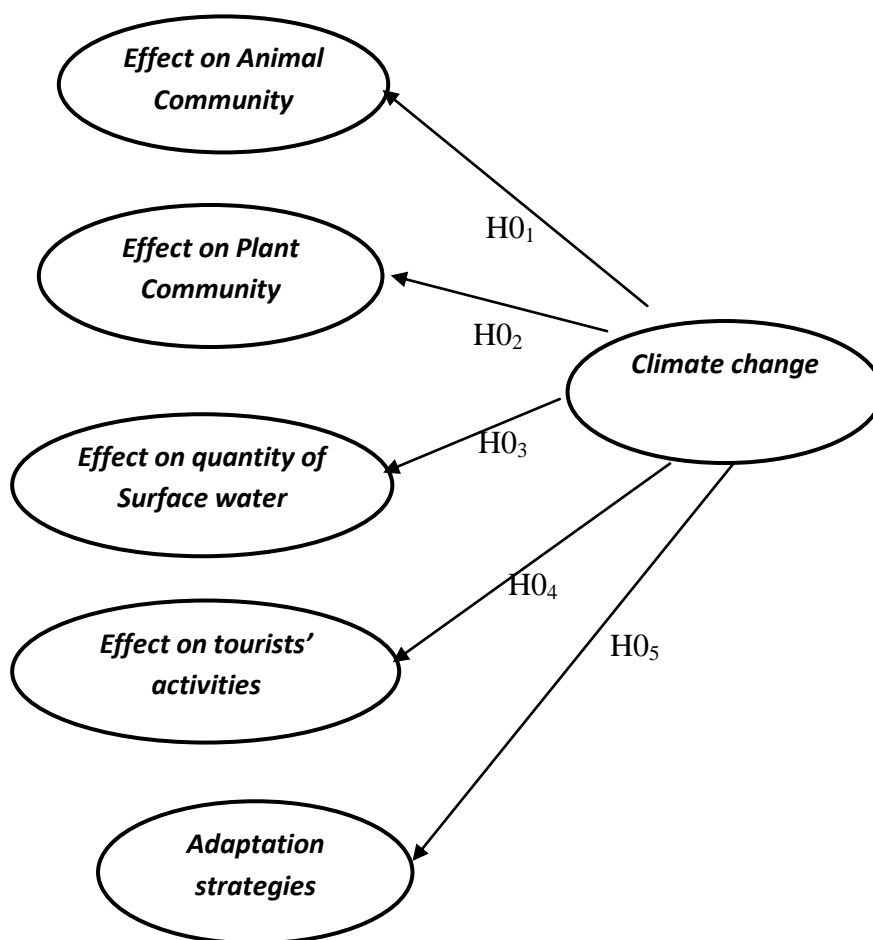 Effect on Animal
Community
H0₁
Effect on Plant
Community
H0₂
Climate change
Effect on quantity of
Surface water
H0₃
H0₄
Effect on tourists’
activities
H0₅
Adaptation
strategies